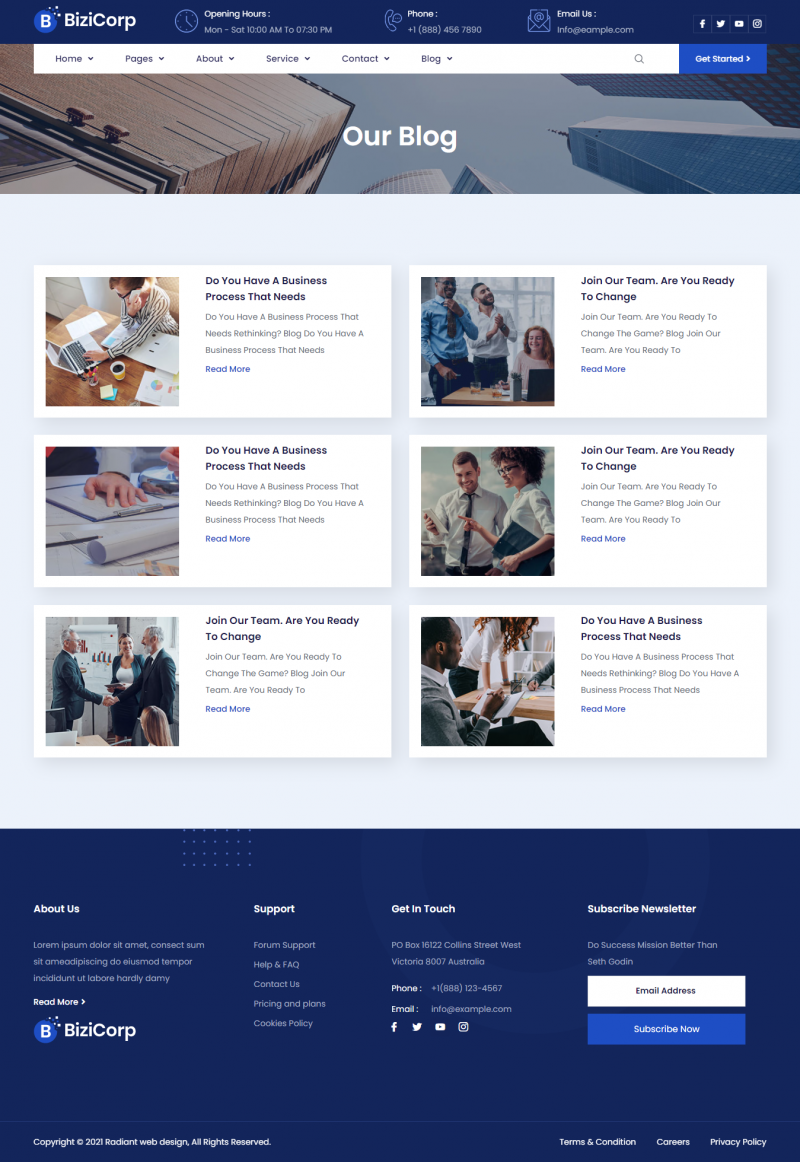 BiziCorp
Opening Hours :
Mon - Sat 10:00 AM To 07:30 PM
Phone :
+1 (888) 456 7890
Email Us :
Info@eample.com
Home
Pages
About
Service
Contact
Blog
Get Started
Our Blog
Do You Have A Business
Process That Needs
Do You Have A Business Process That
Needs Rethinking? Blog Do You Have A
Business Process That Needs
Read More
Join Our Team. Are You Ready
To Change
Join Our Team. Are You Ready To
Change The Game? Blog Join Our
Team. Are You Ready To
Read More
Do You Have A Business
Process That Needs
Do You Have A Business Process That
Needs Rethinking? Blog Do You Have A
Business Process That Needs
Read More
Join Our Team. Are You Ready
To Change
Join Our Team. Are You Ready To
Change The Game? Blog Join Our
Team. Are You Ready To
Read More
Join Our Team. Are You Ready
To Change
Join Our Team. Are You Ready To
Change The Game? Blog Join Our
Team. Are You Ready To
Read More
Do You Have A Business
Process That Needs
Do You Have A Business Process That
Needs Rethinking? Blog Do You Have A
Business Process That Needs
Read More
About Us
Lorem ipsum dolor sit amet, consect sum
sit ameadipiscing do eiusmod tempor
incididunt ut labore hardly damy
Read More
BiziCorp
Support
Forum Support
Help & FAQ
Contact Us
Pricing and plans
Cookies Policy
Get In Touch
PO Box 16122 Collins Street West
Victoria 8007 Australia
Phone : +1(888) 123-4567
Email : info@example.com
Subscribe Newsletter
Do Success Mission Better Than
Seth Godin
Email Address
Subscribe Now
Copyright © 2021 Radiant web design, All Rights Reserved.
Terms & Condition
Careers
Privacy Policy